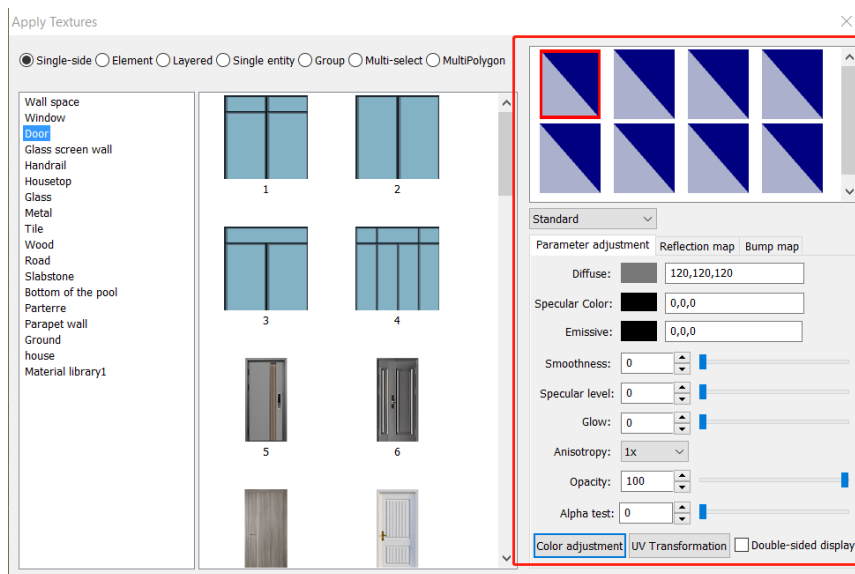 Apply Textures
Single-side Element Layered Single entity Group Multi-select MultiPolygon
Wall space
Window
Door
Glass screen wall
Handrail
Housetop
Glass
Metal
Tile
Wood
Road
Slabstone
Bottom of the pool
Parterre
Parapet wall
Ground
house
Material library1
1 2
3 4
5 6
Standard
Parameter adjustment Reflection map Bump map
Diffuse: 120,120,120
Specular Color: 0,0,0
Emissive: 0,0,0
Smoothness: 0
Specular level: 0
Glow: 0
Anisotropy: 1x
Opacity: 100
Alpha test: 0
Color adjustment UV Transformation Double-sided display